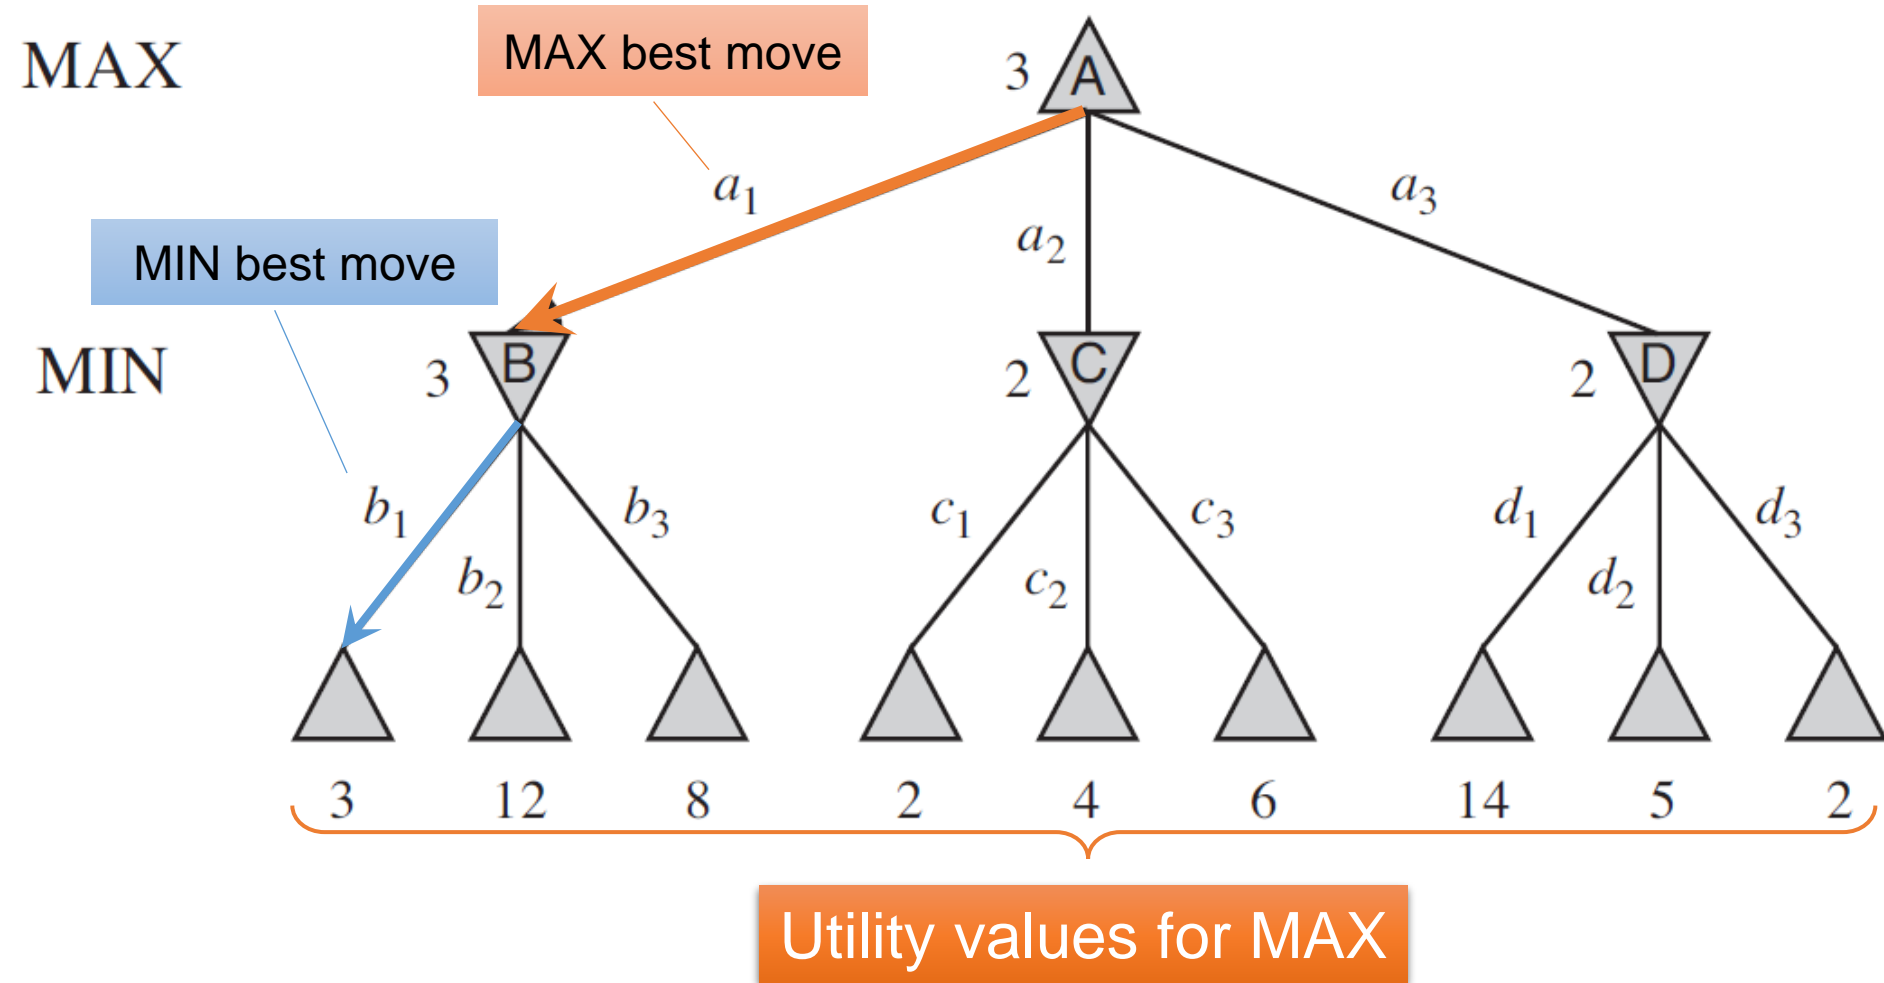 MAX
MAX best move
3
A
a1
a2
a3
MIN best move
MIN
3
B
2
C
2
D
b1
b2
b3
c1
c2
c3
d1
d2
d3
3 12 8 2 4 6 14 5 2
Utility values for MAX